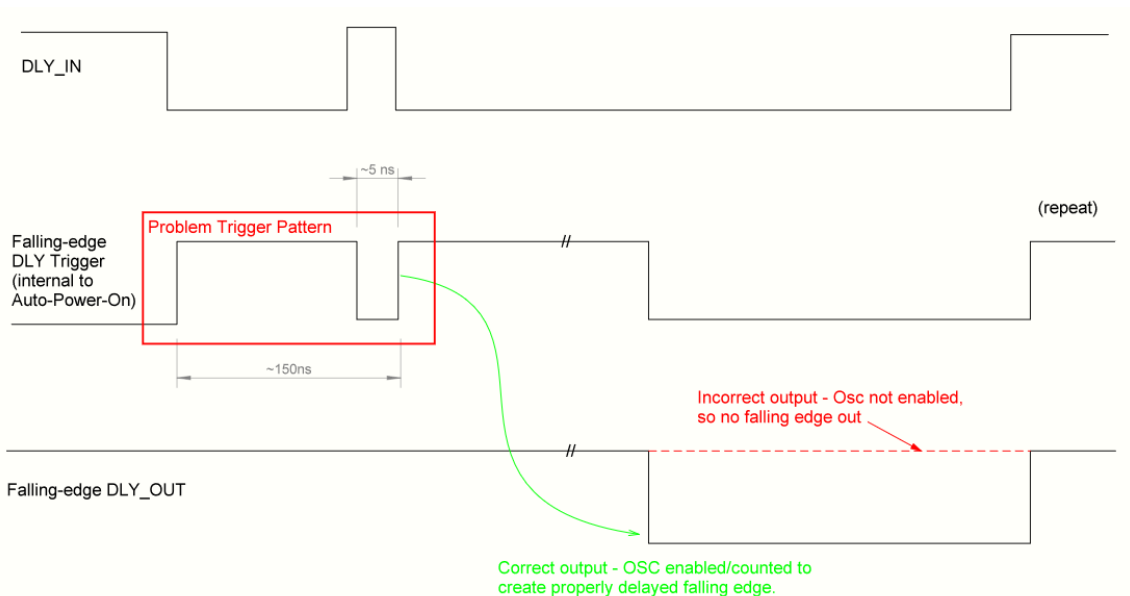 DLY_IN
~5 ns
(repeat)
Problem Trigger Pattern
Falling-edge
DLY Trigger
(internal to
Auto-Power-On)
//
~150ns
Incorrect output - Osc not enabled,
so no falling edge out
//
Falling-edge DLY_OUT
Correct output - OSC enabled/counted to
create properly delayed falling edge.